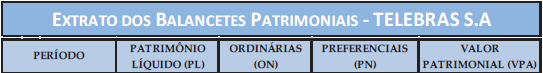 EXTRATO DOS BALANCETES PATRIMONIAIS - TELEBRAS S.A
PERÍODO
PATRIMÔNIO
LÍQUIDO (PL)
ORDINÁRIAS
(ON)
PREFERENCIAIS
(PN)
VALOR
PATRIMONIAL (VPA)